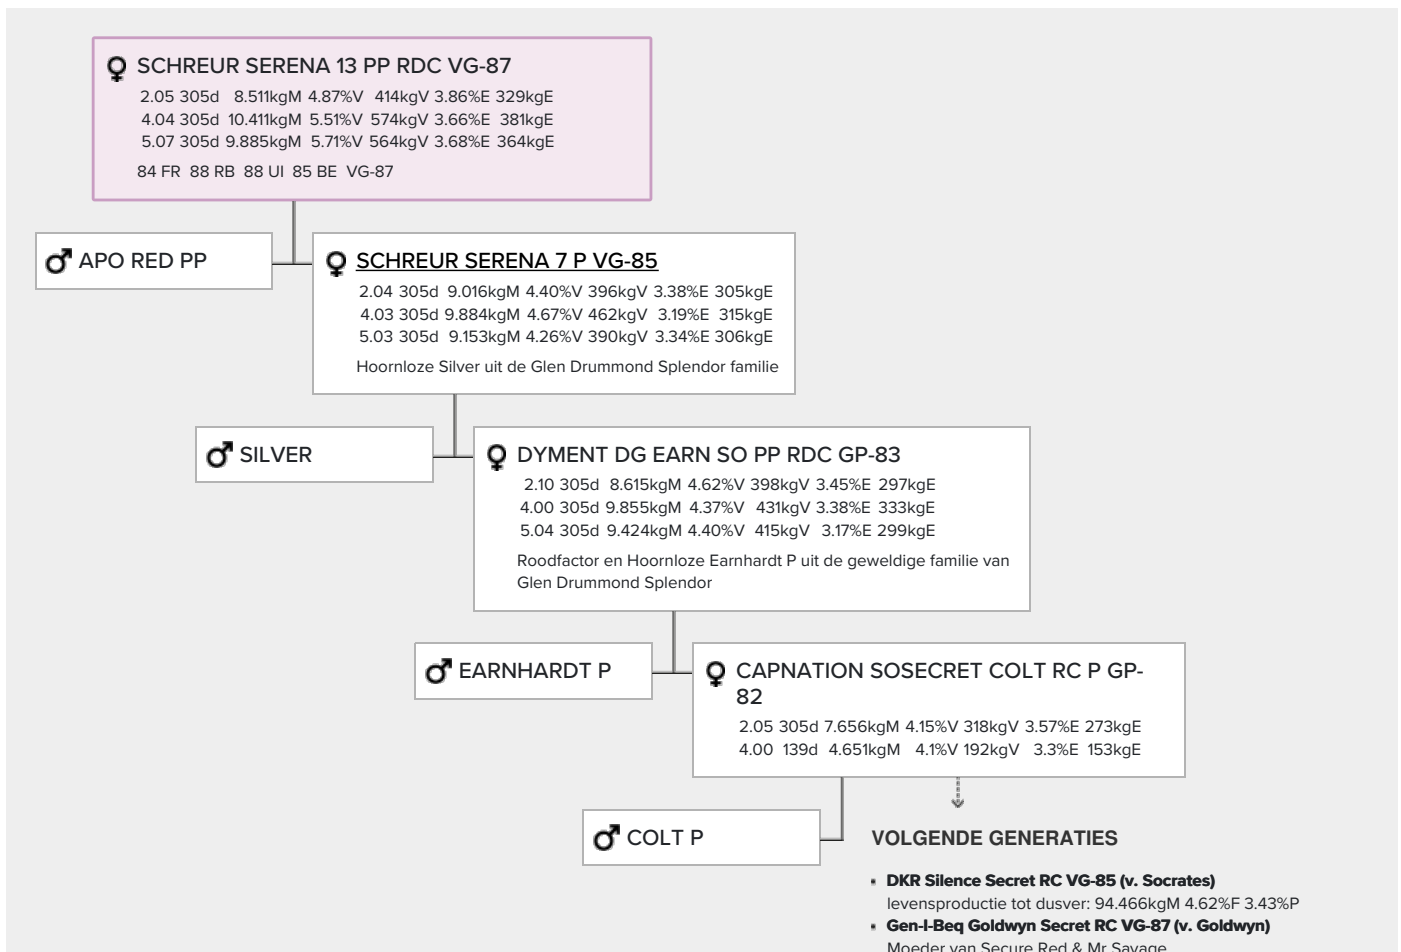 SCHREUR SERENA 13 PP RDC VG-87
2.05 305d 8.511kgM 4.87%V 414kgV 3.86%E 329kgE
4.04 305d 10.411kgM 5.51%V 574kgV 3.66%E 381kgE
5.07 305d 9.885kgM 5.71%V 564kgV 3.68%E 364kgE
84 FR 88 RB 88 UI 85 BE VG-87
APO RED PP
SCHREUR SERENA 7 P VG-85
2.04 305d 9.016kgM 4.40%V 396kgV 3.38%E 305kgE
4.03 305d 9.884kgM 4.67%V 462kgV 3.19%E 315kgE
5.03 305d 9.153kgM 4.26%V 390kgV 3.34%E 306kgE
Hoornloze Silver uit de Glen Drummond Splendor familie
SILVER
DYMENT DG EARN SO PP RDC GP-83
2.10 305d 8.615kgM 4.62%V 398kgV 3.45%E 297kgE
4.00 305d 9.855kgM 4.37%V 431kgV 3.38%E 333kgE
5.04 305d 9.424kgM 4.40%V 415kgV 3.17%E 299kgE
Roodfactor en Hoornloze Earnhardt P uit de geweldige familie van
Glen Drummond Splendor
EARNHARDT P
CAPNATION SOSECRET COLT RC P GP-
82
2.05 305d 7.656kgM 4.15%V 318kgV 3.57%E 273kgE
4.00 139d 4.651kgM 4.1%V 192kgV 3.3%E 153kgE
COLT P
VOLGENDE GENERATIES
DKR Silence Secret RC VG-85 (v. Socrates)
levensproductie tot dusver: 94.466kgM 4.62%F 3.43%P
Gen-I-Beq Goldwyn Secret RC VG-87 (v. Goldwyn)
Moeder van Secure Red & Mr Savage